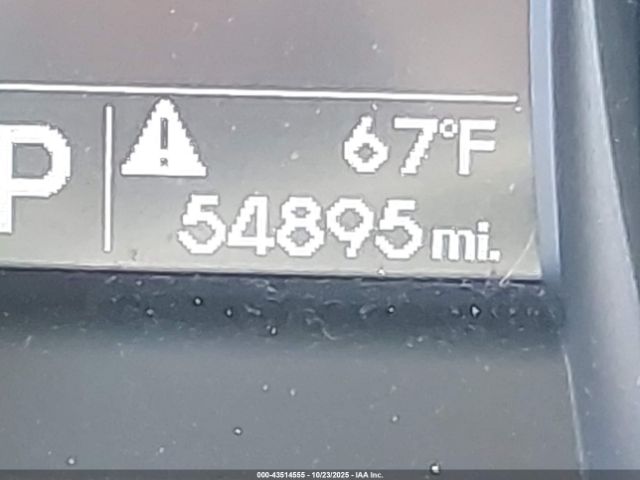 P
67°F
54895 mi.
000-43514555 - 10/23/2025 - IAA Inc.